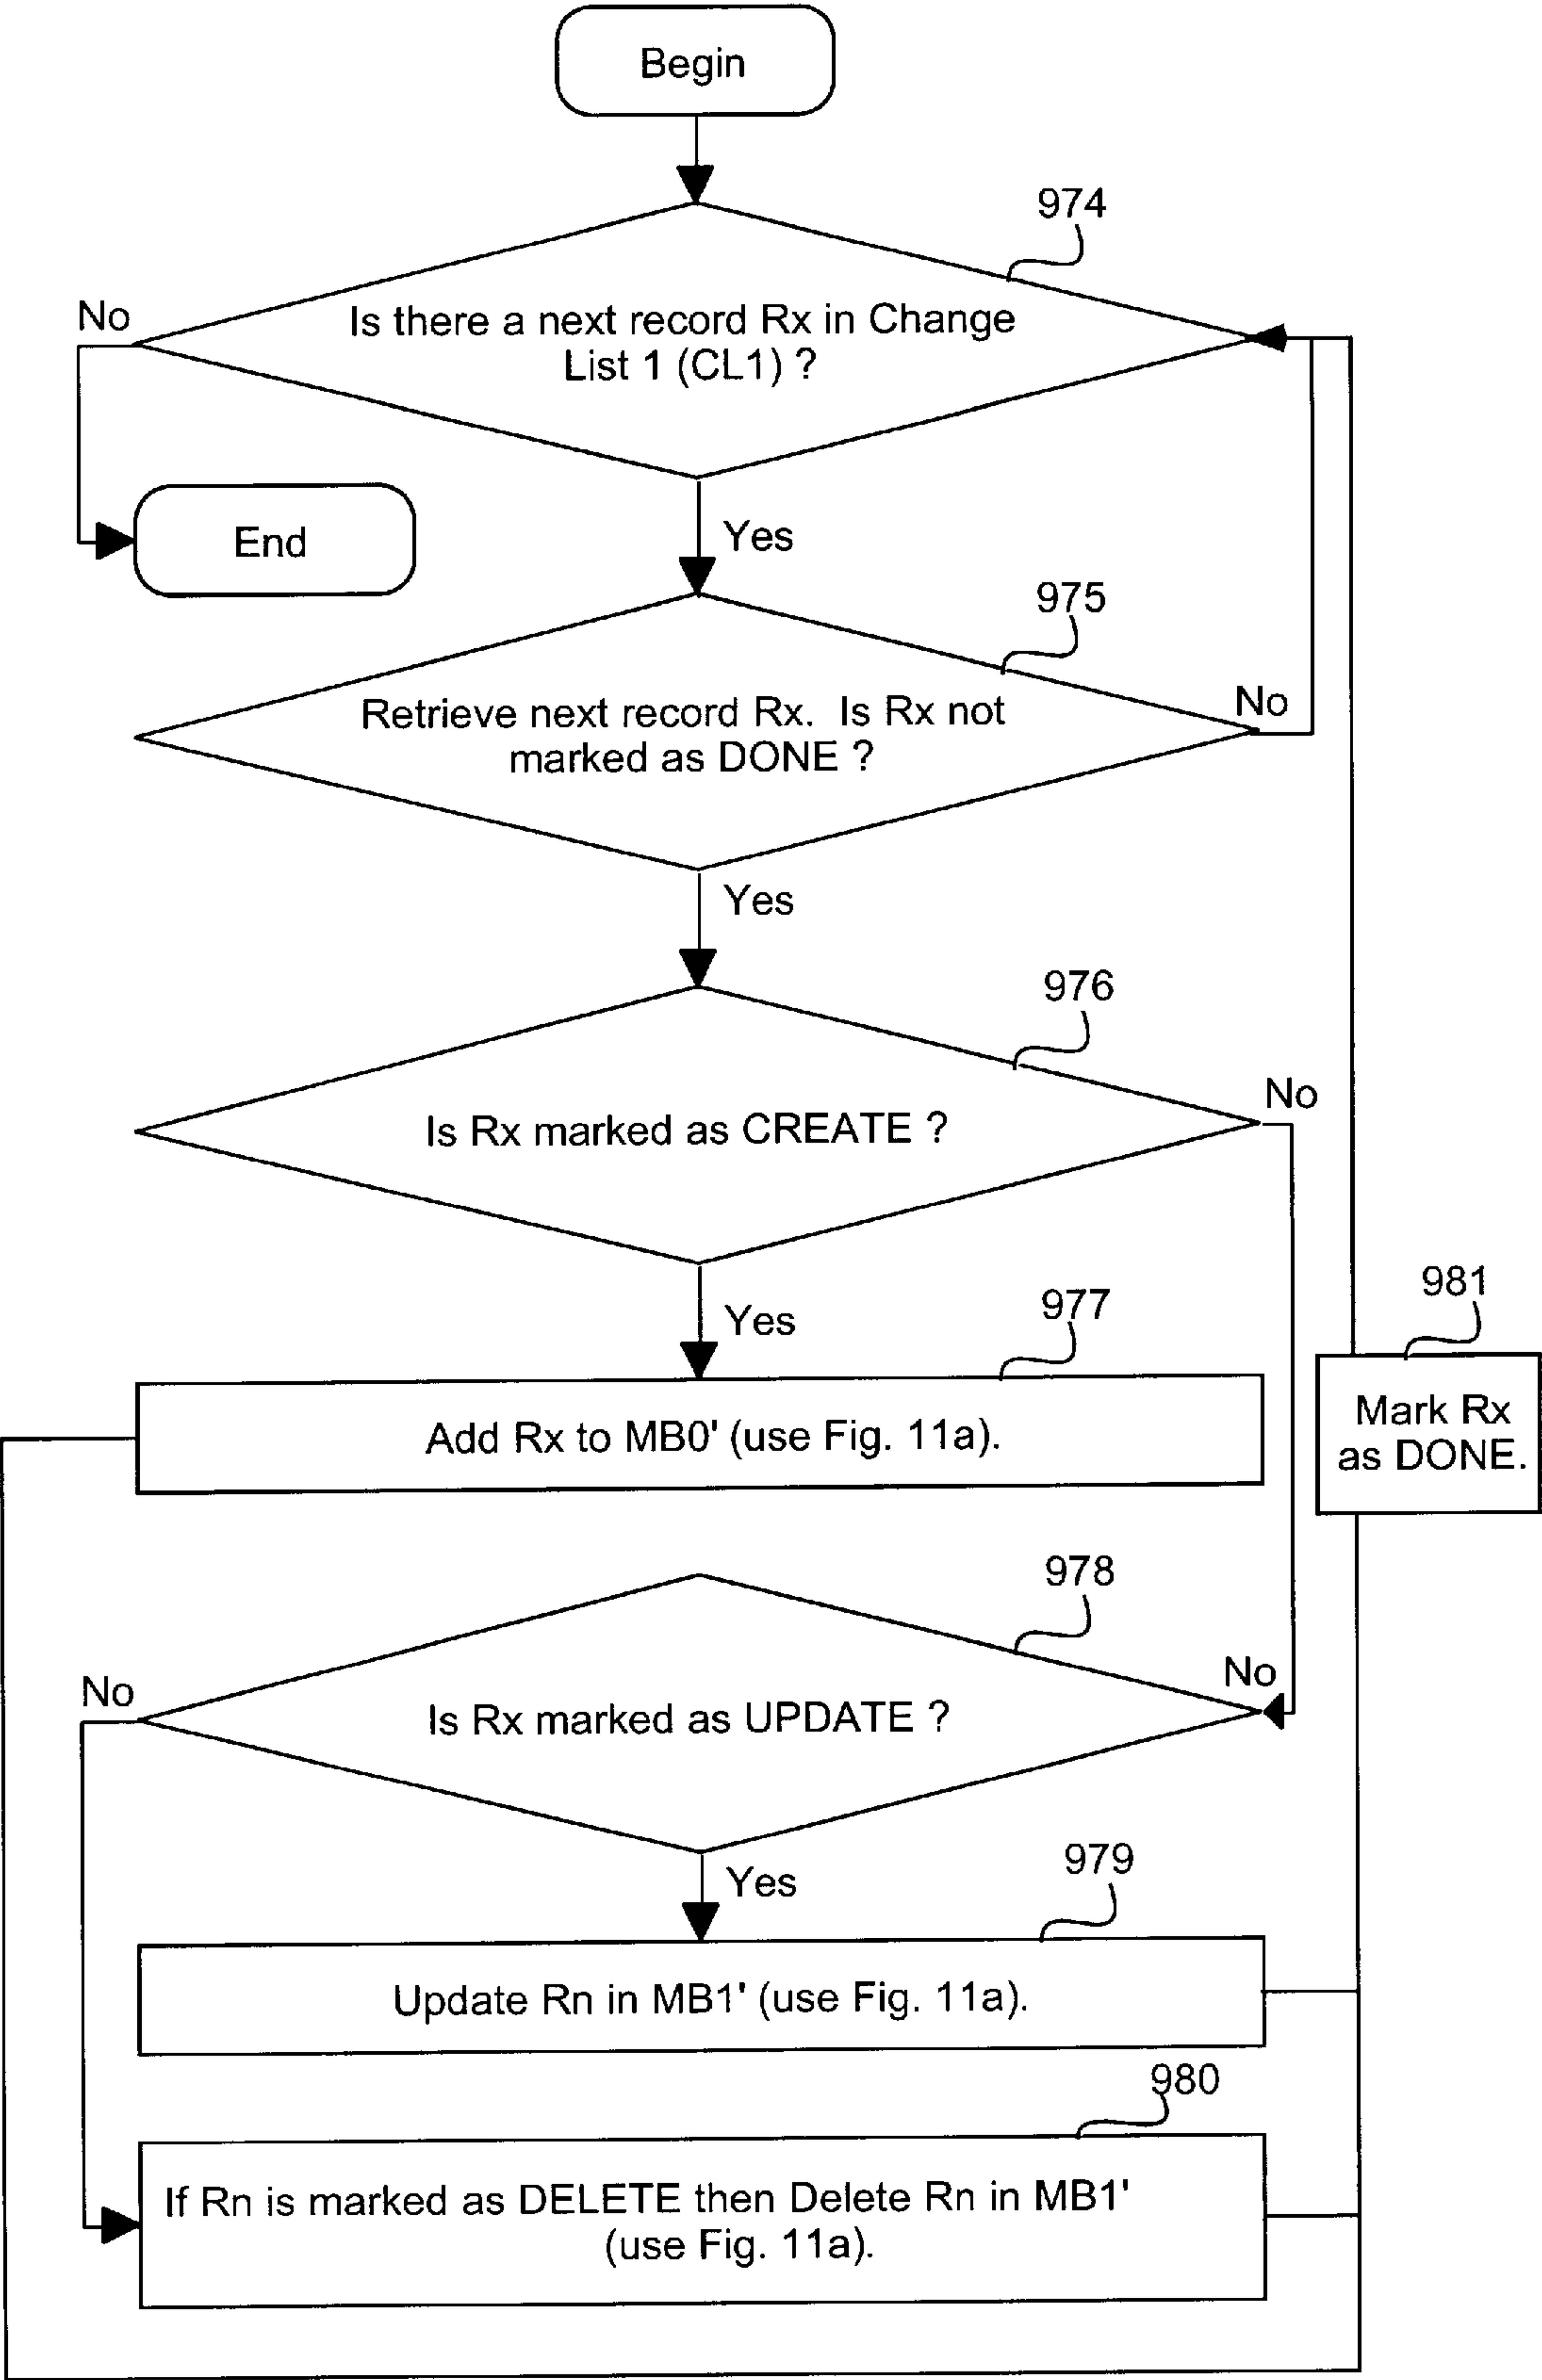 Begin
974
No
Is there a next record Rx in Change
List 1 (CL1) ?
End
Yes
975
Retrieve next record Rx.  Is Rx not
marked as DONE ?
No
Yes
976
Is Rx marked as CREATE ?
No
Yes
977
981
Mark Rx
as DONE.
Add Rx to MB0' (use Fig. 11a).
978
No
Is Rx marked as UPDATE ?
No
Yes
979
Update Rn in MB1' (use Fig. 11a).
980
If Rn is marked as DELETE then Delete Rn in MB1'
(use Fig. 11a).